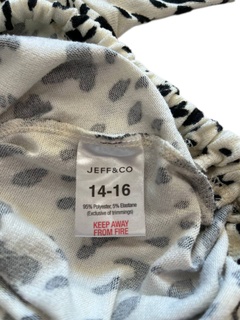 JEFF&CO
14-16
95% Polyester, 5% Elastane
(Exclusive of trimmings)
KEEP AWAY
FROM FIRE